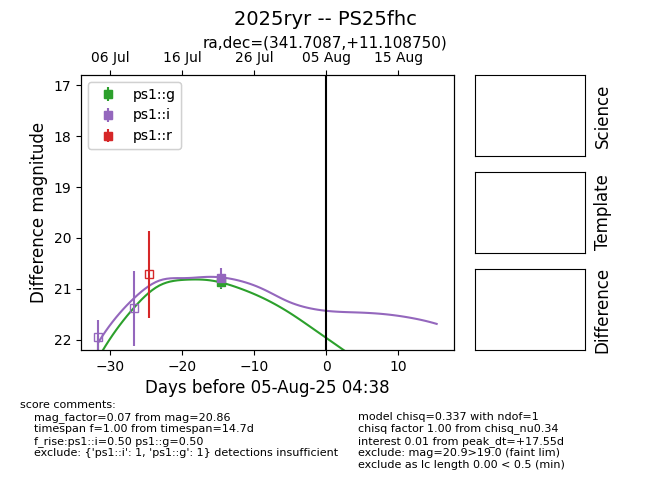 2025ryr -- PS25fhc
ra,dec=(341.7087,+11.108750)
06 Jul 16 Jul 26 Jul 05 Aug 15 Aug
17
18
19
20
21
22
Difference magnitude
ps1::g
ps1::i
ps1::r
−30 −20 −10 0 10
Days before 05-Aug-25 04:38
Science
Template
Difference
score comments:
mag_factor=0.07 from mag=20.86
timespan f=1.00 from timespan=14.7d
f_rise:ps1::i=0.50 ps1::g=0.50
exclude: {'ps1::i': 1, 'ps1::g': 1} detections insufficient
model chisq=0.337 with ndof=1
chisq factor 1.00 from chisq_nu0.34
interest 0.01 from peak_dt=+17.55d
exclude: mag=20.9>19.0 (faint lim)
exclude as lc length 0.00 < 0.5 (min)